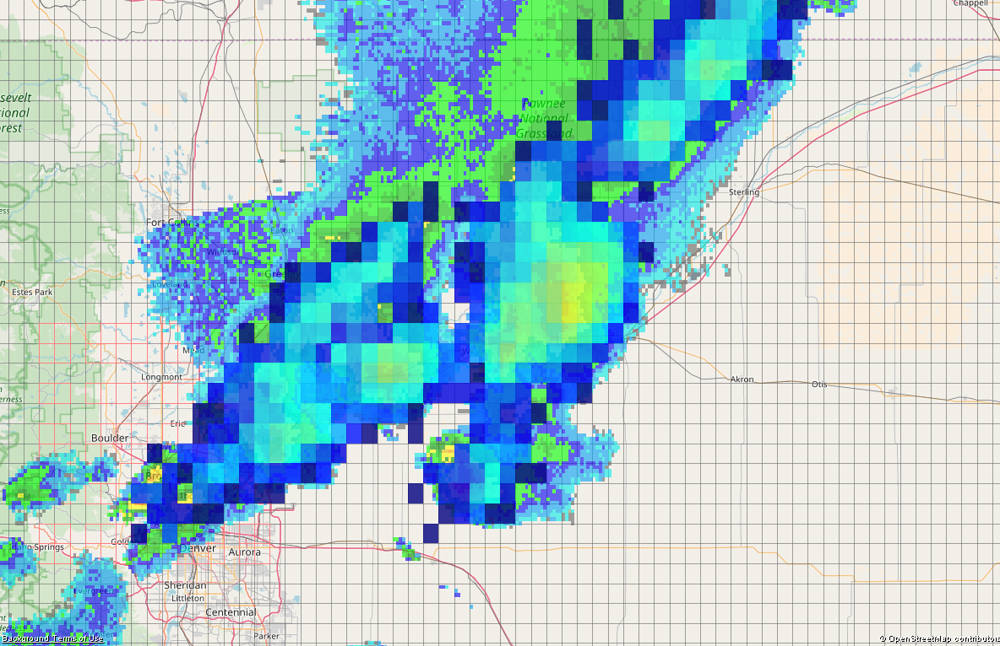 Chappell
sevelt
ional
orest
Pawnee
National
Grassland
Sterling
Fort Collins
Eaton
Windsor
Greeley
Loveland
Estes Park
Mead
Longmont
Akron
Otis
Erie
Boulder
Idaho Springs
Denver
Aurora
Sheridan
Evergreen
Littleton
Centennial
Parker
Background Terms of Use
© OpenStreetMap contributors